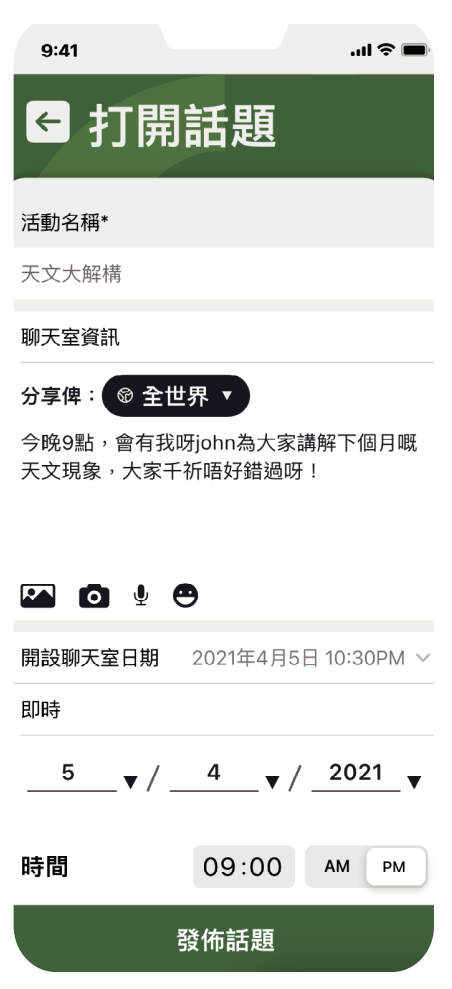 9:41
打開話題
活動名稱*
天文大解構
聊天室資訊
分享俾：全世界 ▼
今晚9點，會有我呀john為大家講解下個月嘅
天文現象，大家千祈唔好錯過呀！
開設聊天室日期 2021年4月5日 10:30PM
即時
5 ▼ / 4 ▼ / 2021 ▼
時間 09:00 AM PM
發佈話題